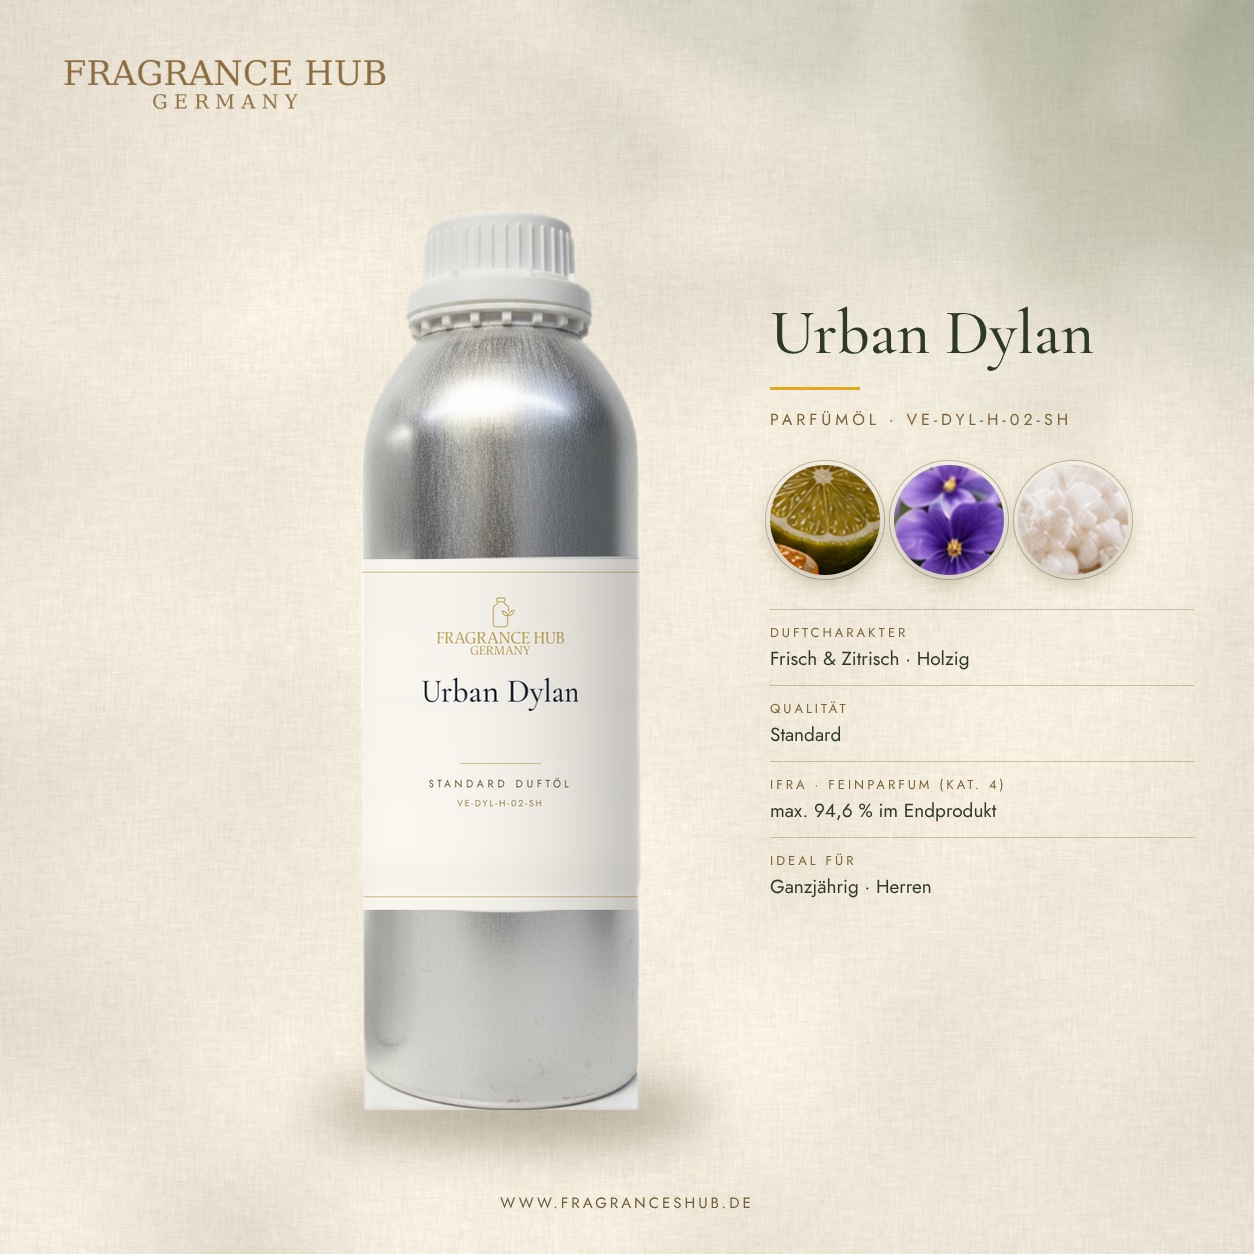 FRAGRANCE HUB
GERMANY
Urban Dylan
PARFÜMÖL · VE-DYL-H-02-SH
DUFTCHARAKTER
Frisch & Zitrisch · Holzig
QUALITÄT
Standard
IFRA · FEINPARFUM (KAT. 4)
max. 94,6 % im Endprodukt
IDEAL FÜR
Ganzjährig · Herren
FRAGRANCE HUB
GERMANY
Urban Dylan
STANDARD DUFTÖL
VE-DYL-H-02-SH
WWW.FRAGRANCESHUB.DE